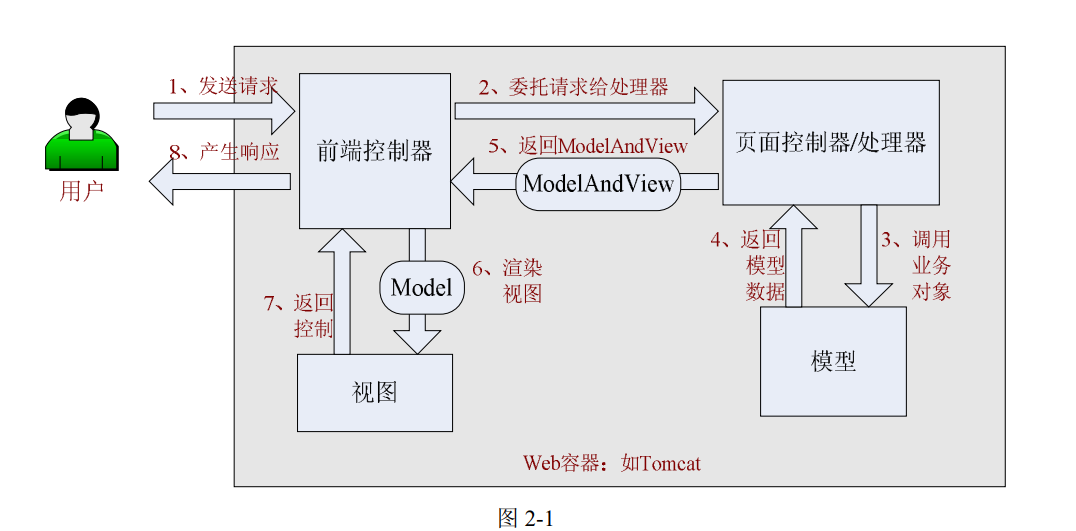 1、发送请求
2、委托请求给处理器
前端控制器
页面控制器/处理器
8、产生响应
5、返回ModelAndView
ModelAndView
用户
4、返回
模型
数据
3、调用
业务
对象
6、渲染
视图
Model
7、返回
控制
视图
模型
Web容器：如Tomcat
图 2-1